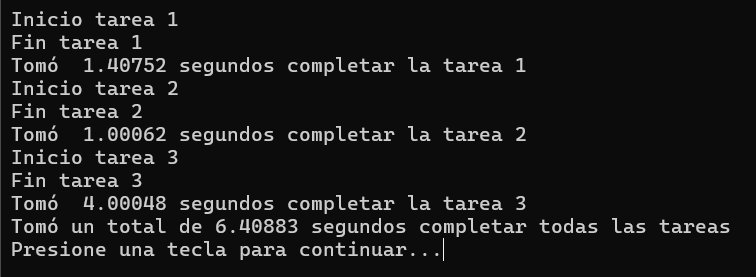 Inicio tarea 1
Fin tarea 1
Tomó  1.40752 segundos completar la tarea 1
Inicio tarea 2
Fin tarea 2
Tomó  1.00062 segundos completar la tarea 2
Inicio tarea 3
Fin tarea 3
Tomó  4.00048 segundos completar la tarea 3
Tomó un total de 6.40883 segundos completar todas las tareas
Presione una tecla para continuar...